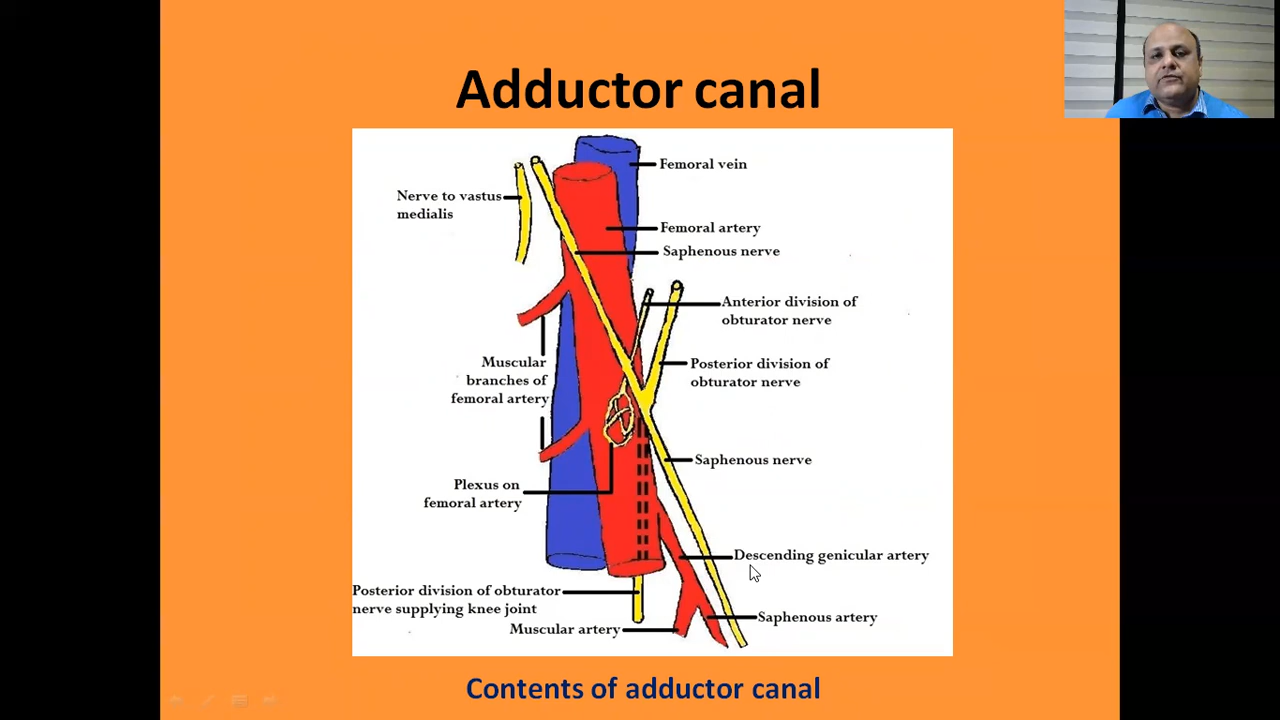 Adductor canal
Femoral vein
Nerve to vastus
medialis
Femoral artery
Saphenous nerve
Anterior division of
obturator nerve
Muscular
branches of
femoral artery
Posterior division of
obturator nerve
Saphenous nerve
Plexus on
femoral artery
Descending genicular artery
Posterior division of obturator
nerve supplying knee joint
Saphenous artery
Muscular artery
Contents of adductor canal